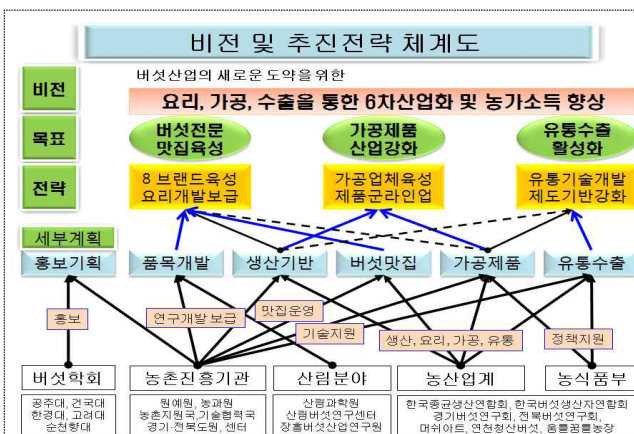 비전 및 추진전략 체계도
비전
버섯산업의 새로운 도약을 위한
요리, 가공, 수출을 통한 6차산업화 및 농가소득 향상
목표
버섯전문
맛집육성
가공제품
산업강화
유통수출
활성화
전략
8 브랜드육성
요리개발보급
가공업체육성
제품군라인업
유통기술개발
제도기반강화
세부계획
홍보기획
품목개발
생산기반
버섯맛집
가공제품
유통수출
홍보
연구개발 보급
맛집운영
기술지원
생산, 요리, 가공, 유통
정책지원
버섯학회
농촌진흥기관
산림분야
농산업계
농식품부
공주대, 건국대
한경대, 고려대
순천향대
원예원, 농과원
농촌지원국,기술협력국
경기·전북도원, 센터
산림과학원
산림버섯연구센터
장흥버섯산업연구원
한국종균생산연합회, 한국버섯생산자연합회
경기버섯연구회, 전북버섯연구회,
머쉬아트, 연천청산버섯, 움틀꿈틀농장